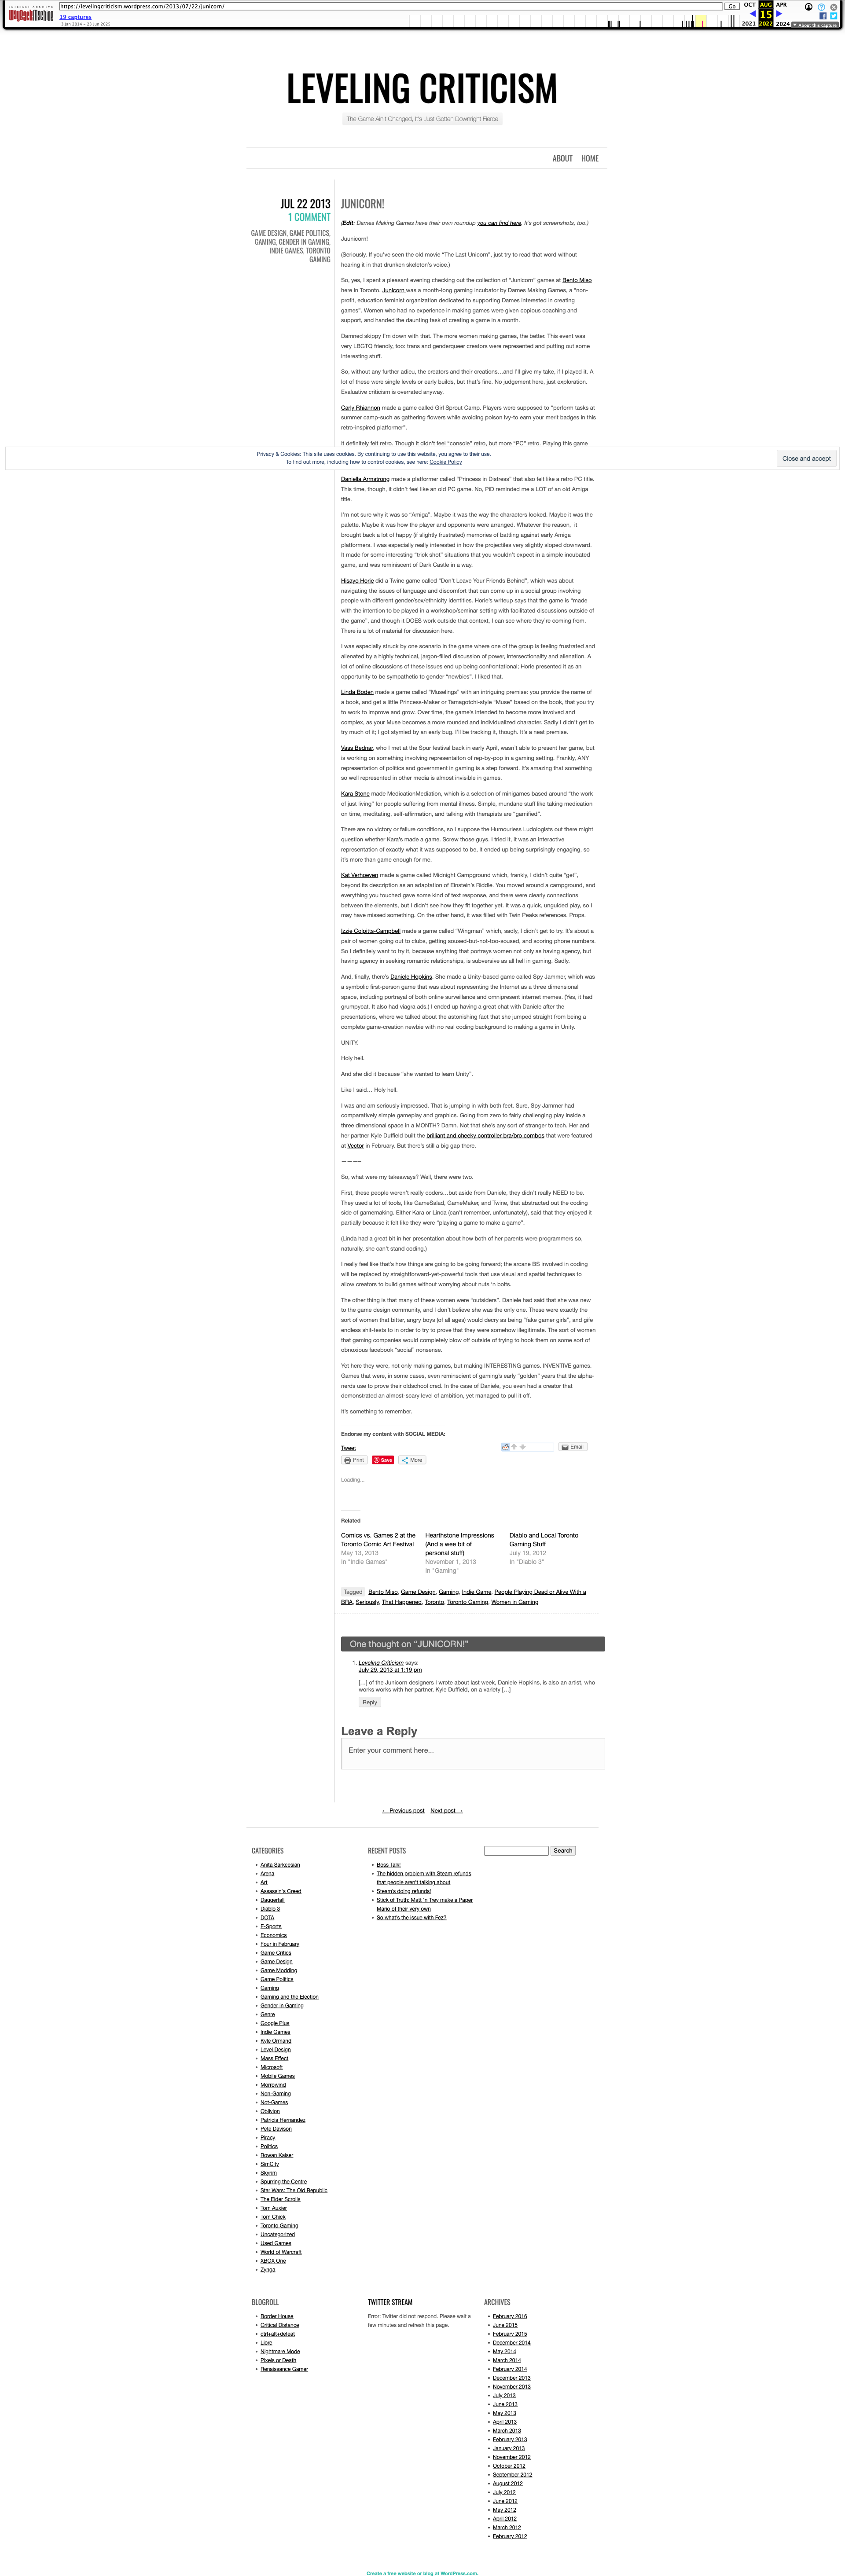 INTERNET ARCHIVE
WayBackMachine
https://levelingcriticism.wordpress.com/2013/07/22/junicorn/
Go
19 captures
3 Jan 2014 – 23 Jun 2025
OCT AUG APR
15
2021 2022 2024
About this capture
LEVELING CRITICISM
The Game Ain't Changed, It's Just Gotten Downright Fierce
ABOUT HOME
JUL 22 2013
1 COMMENT
GAME DESIGN, GAME POLITICS,
GAMING, GENDER IN GAMING,
INDIE GAMES, TORONTO
GAMING
JUNICORN!
(Edit: Dames Making Games have their own roundup you can find here. It's got screenshots, too.)
Juunicorn!
(Seriously. If you've seen the old movie "The Last Unicorn", just try to read that word without
hearing it in that drunken skeleton's voice.)
So, yes, I spent a pleasant evening checking out the collection of "Junicorn" games at Bento Miso
here in Toronto. Junicorn was a month-long gaming incubator by Dames Making Games, a "non-
profit, education feminist organization dedicated to supporting Dames interested in creating
games". Women who had no experience in making games were given copious coaching and
support, and handed the daunting task of creating a game in a month.
Damned skippy I'm down with that. The more women making games, the better. This event was
very LBGTQ friendly, too: trans and genderqueer creators were represented and putting out some
interesting stuff.
So, without any further adieu, the creators and their creations…and I'll give my take, if I played it. A
lot of these were single levels or early builds, but that's fine. No judgement here, just exploration.
Evaluative criticism is overrated anyway.
Carly Rhiannon made a game called Girl Sprout Camp. Players were supposed to "perform tasks at
summer camp-such as gathering flowers while avoiding poison ivy-to earn your merit badges in this
retro-inspired platformer".
It definitely felt retro. Though it didn't feel "console" retro, but more "PC" retro. Playing this game
Privacy & Cookies: This site uses cookies. By continuing to use this website, you agree to their use.
To find out more, including how to control cookies, see here: Cookie Policy
Close and accept
Daniella Armstrong made a platformer called "Princess in Distress" that also felt like a retro PC title.
This time, though, it didn't feel like an old PC game. No, PiD reminded me a LOT of an old Amiga
title.
I'm not sure why it was so "Amiga". Maybe it was the way the characters looked. Maybe it was the
palette. Maybe it was how the player and opponents were arranged. Whatever the reason, it
brought back a lot of happy (if slightly frustrated) memories of battling against early Amiga
platformers. I was especially really interested in how the projectiles very slightly sloped downward.
It made for some interesting "trick shot" situations that you wouldn't expect in a simple incubated
game, and was reminiscent of Dark Castle in a way.
Hisayo Horie did a Twine game called "Don't Leave Your Friends Behind", which was about
navigating the issues of language and discomfort that can come up in a social group involving
people with different gender/sex/ethnicity identities. Horie's writeup says that the game is "made
with the intention to be played in a workshop/seminar setting with facilitated discussions outside of
the game", and though it DOES work outside that context, I can see where they're coming from.
There is a lot of material for discussion here.
I was especially struck by one scenario in the game where one of the group is feeling frustrated and
alienated by a highly technical, jargon-filled discussion of power, intersectionality and alienation. A
lot of online discussions of these issues end up being confrontational; Horie presented it as an
opportunity to be sympathetic to gender "newbies". I liked that.
Linda Boden made a game called "Muselings" with an intriguing premise: you provide the name of
a book, and get a little Princess-Maker or Tamagotchi-style "Muse" based on the book, that you try
to work to improve and grow. Over time, the game's intended to become more involved and
complex. as your Muse becomes a more rounded and individualized character. Sadly I didn't get to
try much of it; I got stymied by an early bug. I'll be tracking it, though. It's a neat premise.
Vass Bednar, who I met at the Spur festival back in early April, wasn't able to present her game, but
is working on something involving representaiton of rep-by-pop in a gaming setting. Frankly, ANY
representation of politics and government in gaming is a step forward. It's amazing that something
so well represented in other media is almost invisible in games.
Kara Stone made MedicationMediation, which is a selection of minigames based around "the work
of just living" for people suffering from mental illness. Simple, mundane stuff like taking medication
on time, meditating, self-affirmation, and talking with therapists are "gamified".
There are no victory or failure conditions, so I suppose the Humourless Ludologists out there might
question whether Kara's made a game. Screw those guys. I tried it, it was an interactive
representation of exactly what it was supposed to be, it ended up being surprisingly engaging, so
it's more than game enough for me.
Kat Verhoeven made a game called Midnight Campground which, frankly, I didn't quite "get",
beyond its description as an adaptation of Einstein's Riddle. You moved around a campground, and
everything you touched gave some kind of text response, and there were clearly connections
between the elements, but I didn't see how they fit together yet. It was a quick, unguided play, so I
may have missed something. On the other hand, it was filled with Twin Peaks references. Props.
Izzie Colpitts-Campbell made a game called "Wingman" which, sadly, I didn't get to try. It's about a
pair of women going out to clubs, getting soused-but-not-too-soused, and scoring phone numbers.
So I definitely want to try it, because anything that portrays women not only as having agency, but
having agency in seeking romantic relationships, is subversive as all hell in gaming. Sadly.
And, finally, there's Daniele Hopkins. She made a Unity-based game called Spy Jammer, which was
a symbolic first-person game that was about representing the Internet as a three dimensional
space, including portrayal of both online surveillance and omnipresent internet memes. (Yes, it had
grumpycat. It also had viagra ads.) I ended up having a great chat with Daniele after the
presentations, where we talked about the astonishing fact that she jumped straight from being a
complete game-creation newbie with no real coding background to making a game in Unity.
UNITY.
Holy hell.
And she did it because "she wanted to learn Unity".
Like I said… Holy hell.
I was and am seriously impressed. That is jumping in with both feet. Sure, Spy Jammer had
comparatively simple gameplay and graphics. Going from zero to fairly challenging play inside a
three dimensional space in a MONTH? Damn. Not that she's any sort of stranger to tech. Her and
her partner Kyle Duffield built the brilliant and cheeky controller bra/bro combos that were featured
at Vector in February. But there's still a big gap there.
— — — –
So, what were my takeaways? Well, there were two.
First, these people weren't really coders…but aside from Daniele, they didn't really NEED to be.
They used a lot of tools, like GameSalad, GameMaker, and Twine, that abstracted out the coding
side of gamemaking. Either Kara or Linda (can't remember, unfortunately), said that they enjoyed it
partially because it felt like they were "playing a game to make a game".
(Linda had a great bit in her presentation about how both of her parents were programmers so,
naturally, she can't stand coding.)
I really feel like that's how things are going to be going forward; the arcane BS involved in coding
will be replaced by straightforward-yet-powerful tools that use visual and spatial techniques to
allow creators to build games without worrying about nuts 'n bolts.
The other thing is that many of these women were "outsiders". Daniele had said that she was new
to the game design community, and I don't believe she was the only one. These were exactly the
sort of women that bitter, angry boys (of all ages) would decry as being "fake gamer girls", and gife
endless shit-tests to in order to try to prove that they were somehow illegitimate. The sort of women
that gaming companies would completely blow off outside of trying to hook them on some sort of
obnoxious facebook "social" nonsense.
Yet here they were, not only making games, but making INTERESTING games. INVENTIVE games.
Games that were, in some cases, even reminiscient of gaming's early "golden" years that the alpha-
nerds use to prove their oldschool cred. In the case of Daniele, you even had a creator that
demonstrated an almost-scary level of ambition, yet managed to pull it off.
It's something to remember.
Endorse my content with SOCIAL MEDIA:
Tweet
Email
Print Save More
Loading...
Related
Comics vs. Games 2 at the
Toronto Comic Art Festival
May 13, 2013
In "Indie Games"
Hearthstone Impressions
(And a wee bit of
personal stuff)
November 1, 2013
In "Gaming"
Diablo and Local Toronto
Gaming Stuff
July 19, 2012
In "Diablo 3"
Tagged Bento Miso, Game Design, Gaming, Indie Game, People Playing Dead or Alive With a
BRA, Seriously, That Happened, Toronto, Toronto Gaming, Women in Gaming
One thought on "JUNICORN!"
1. Leveling Criticism says:
July 29, 2013 at 1:19 pm
[…] of the Junicorn designers I wrote about last week, Daniele Hopkins, is also an artist, who
works works with her partner, Kyle Duffield, on a variety […]
Reply
Leave a Reply
Enter your comment here...
← Previous post Next post →
CATEGORIES
Anita Sarkeesian
Arena
Art
Assassin's Creed
Daggerfall
Diablo 3
DOTA
E-Sports
Economics
Four in February
Game Critics
Game Design
Game Modding
Game Politics
Gaming
Gaming and the Election
Gender in Gaming
Genre
Google Plus
Indie Games
Kyle Ormand
Level Design
Mass Effect
Microsoft
Mobile Games
Morrowind
Non-Gaming
Not-Games
Oblivion
Patricia Hernandez
Pete Davison
Piracy
Politics
Rowan Kaiser
SimCity
Skyrim
Spurring the Centre
Star Wars: The Old Republic
The Elder Scrolls
Tom Auxier
Tom Chick
Toronto Gaming
Uncategorized
Used Games
World of Warcraft
XBOX One
Zynga
RECENT POSTS
Boss Talk!
The hidden problem with Steam refunds
that people aren't talking about
Steam's doing refunds!
Stick of Truth: Matt 'n Trey make a Paper
Mario of their very own
So what's the issue with Fez?
Search
BLOGROLL
Border House
Critical Distance
ctrl+alt+defeat
Liore
Nightmare Mode
Pixels or Death
Renaissance Gamer
TWITTER STREAM
Error: Twitter did not respond. Please wait a
few minutes and refresh this page.
ARCHIVES
February 2016
June 2015
February 2015
December 2014
May 2014
March 2014
February 2014
December 2013
November 2013
July 2013
June 2013
May 2013
April 2013
March 2013
February 2013
January 2013
November 2012
October 2012
September 2012
August 2012
July 2012
June 2012
May 2012
April 2012
March 2012
February 2012
Create a free website or blog at WordPress.com.